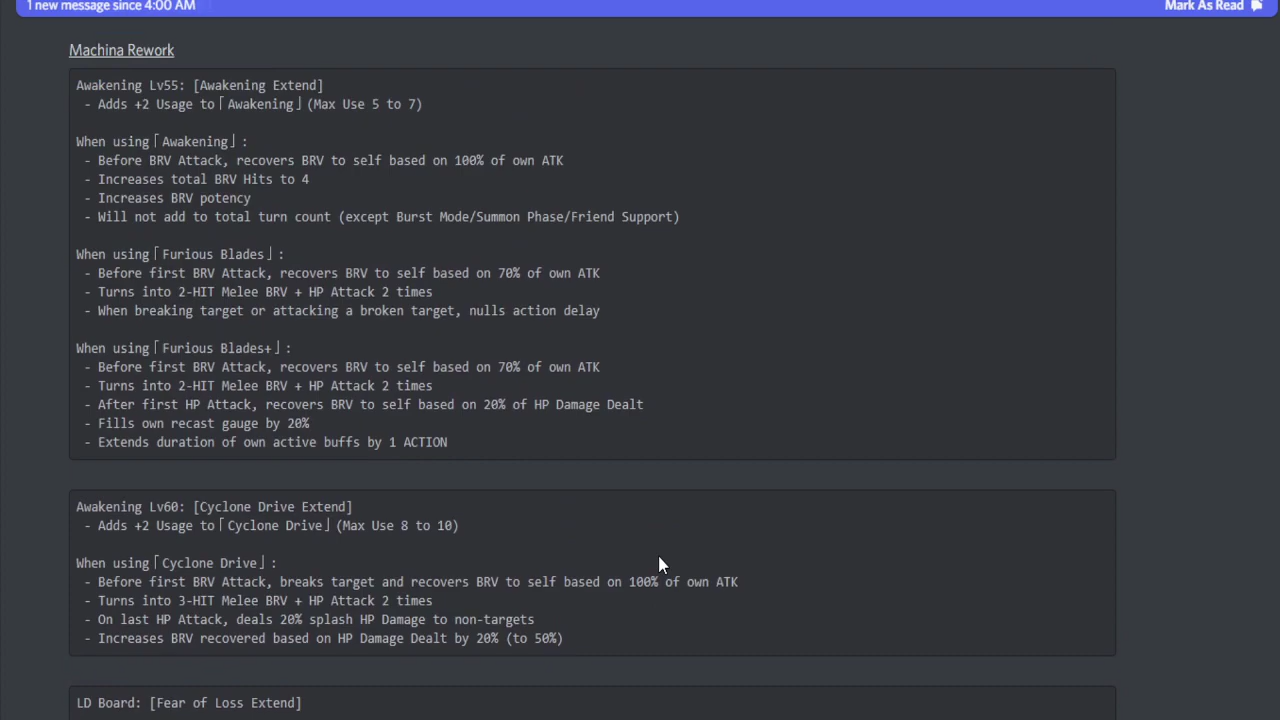 1 new message since 4:00 AM
Mark As Read
Machina Rework
Awakening Lv55: [Awakening Extend]
- Adds +2 Usage to「Awakening」(Max Use 5 to 7)
When using「Awakening」:
- Before BRV Attack, recovers BRV to self based on 100% of own ATK
- Increases total BRV Hits to 4
- Increases BRV potency
- Will not add to total turn count (except Burst Mode/Summon Phase/Friend Support)
When using「Furious Blades」:
- Before first BRV Attack, recovers BRV to self based on 70% of own ATK
- Turns into 2-HIT Melee BRV + HP Attack 2 times
- When breaking target or attacking a broken target, nulls action delay
When using「Furious Blades+」:
- Before first BRV Attack, recovers BRV to self based on 70% of own ATK
- Turns into 2-HIT Melee BRV + HP Attack 2 times
- After first HP Attack, recovers BRV to self based on 20% of HP Damage Dealt
- Fills own recast gauge by 20%
- Extends duration of own active buffs by 1 ACTION
Awakening Lv60: [Cyclone Drive Extend]
- Adds +2 Usage to「Cyclone Drive」(Max Use 8 to 10)
When using「Cyclone Drive」:
- Before first BRV Attack, breaks target and recovers BRV to self based on 100% of own ATK
- Turns into 3-HIT Melee BRV + HP Attack 2 times
- On last HP Attack, deals 20% splash HP Damage to non-targets
- Increases BRV recovered based on HP Damage Dealt by 20% (to 50%)
LD Board: [Fear of Loss Extend]